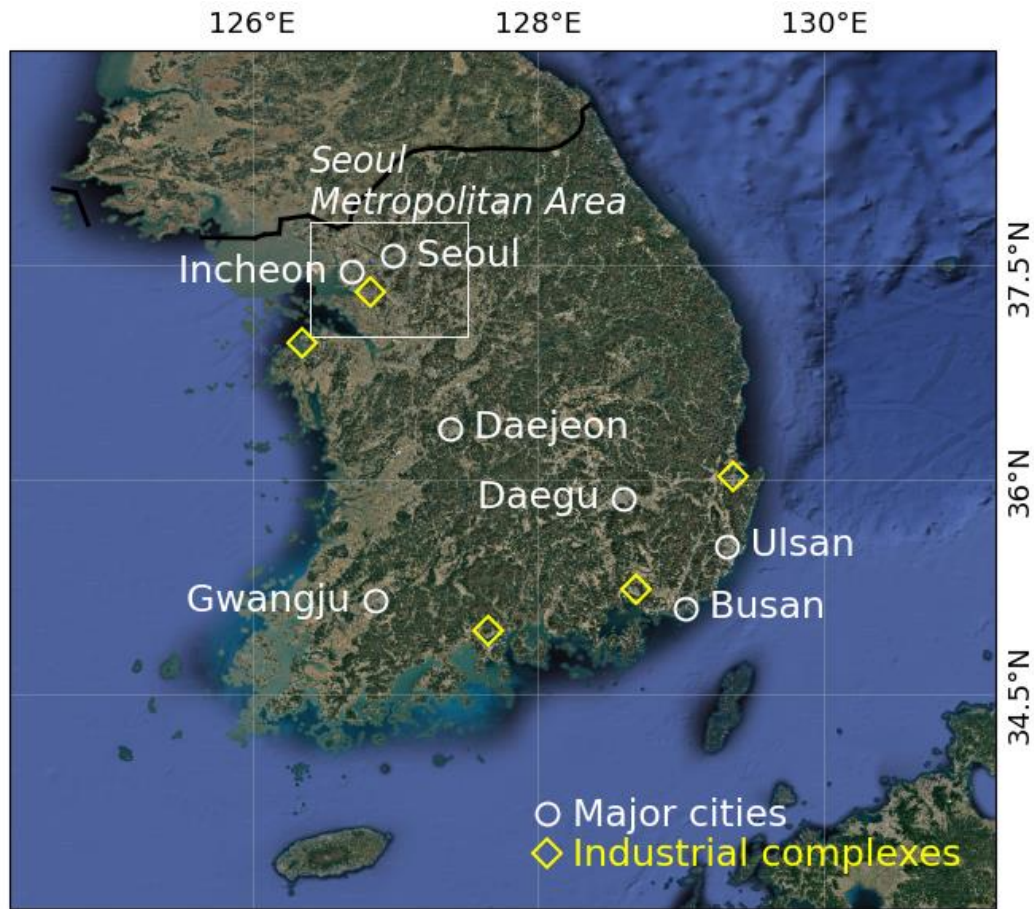 126°E 128°E 130°E
Seoul
Metropolitan Area
Seoul
Incheon
37.5°N
Daejeon
36°N
Daegu
Ulsan
Gwangju
Busan
34.5°N
Major cities
Industrial complexes